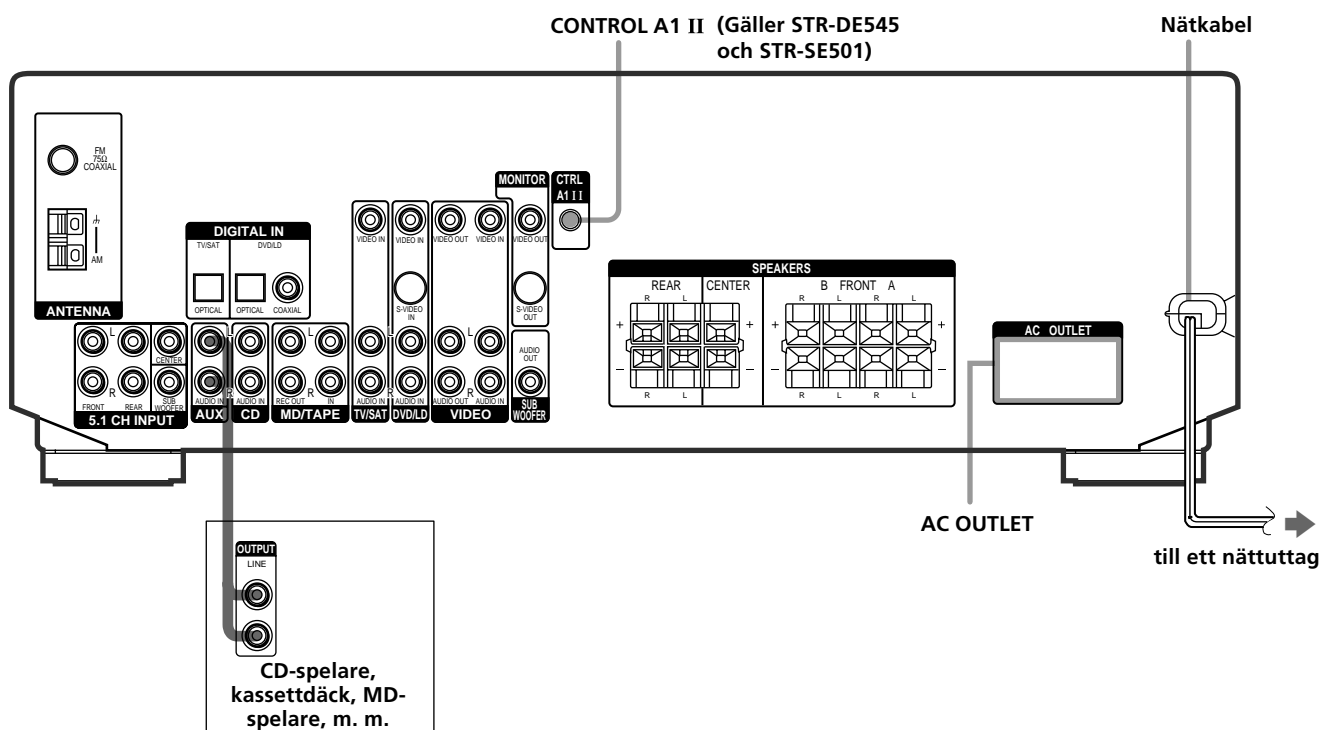 CONTROL A1 II (Gäller STR-DE545
och STR-SE501)
Nätkabel
FM
75Ω
COAXIAL
AM
ANTENNA
DIGITAL IN
TV/SAT
DVD/LD
OPTICAL
OPTICAL
COAXIAL
MONITOR
CTRL
A1 II
VIDEO IN
VIDEO IN
VIDEO OUT
VIDEO IN
VIDEO OUT
S-VIDEO
IN
S-VIDEO
OUT
AUDIO
OUT
L
R
CENTER
FRONT
REAR
SUB
WOOFER
5.1 CH INPUT
L
R
AUDIO IN
AUX
AUDIO IN
CD
L
R
REC OUT
IN
MD/TAPE
L
R
AUDIO IN
TV/SAT
AUDIO IN
DVD/LD
L
R
AUDIO OUT
AUDIO IN
VIDEO
SUB
WOOFER
SPEAKERS
REAR
CENTER
B FRONT A
R L
R L R L
+ +
+ +
– –
– –
R L
R L R L
AC OUTLET
AC OUTLET
till ett nättuttag
OUTPUT
LINE
CD-spelare,
kassettdäck, MD-
spelare, m. m.